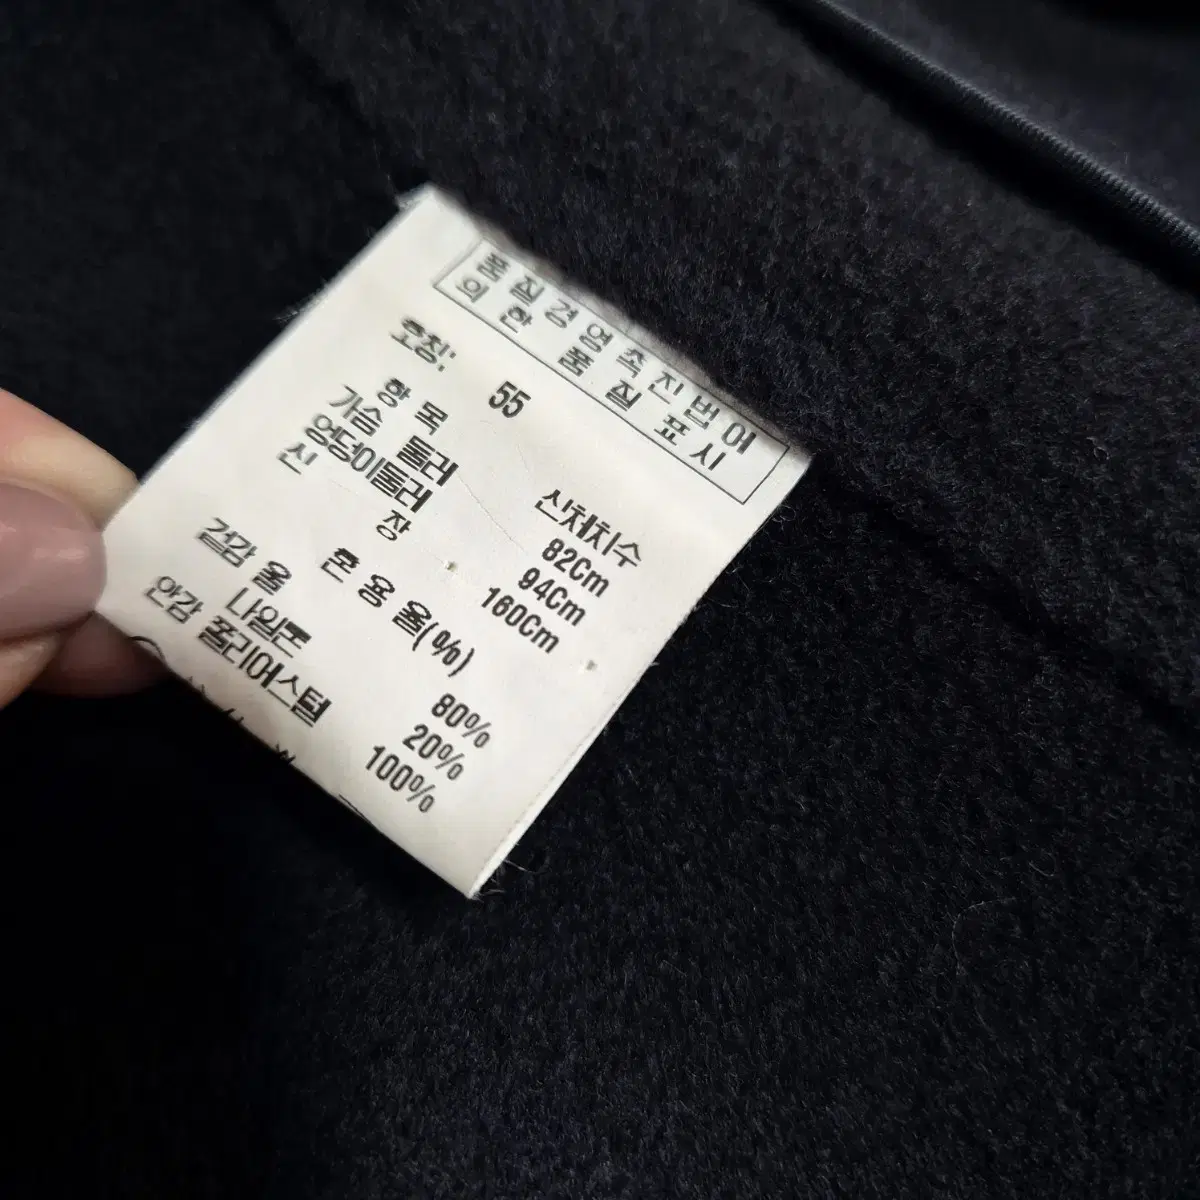 품질경영촉진법에
의한 품질표시
호칭: 55
항 목 신체치수
가슴 둘러 82Cm
엉덩이둘러 94Cm
신 장 160Cm
혼 용 율(%)
겉감 울 80%
나일론 20%
안감 폴리에스텔 100%